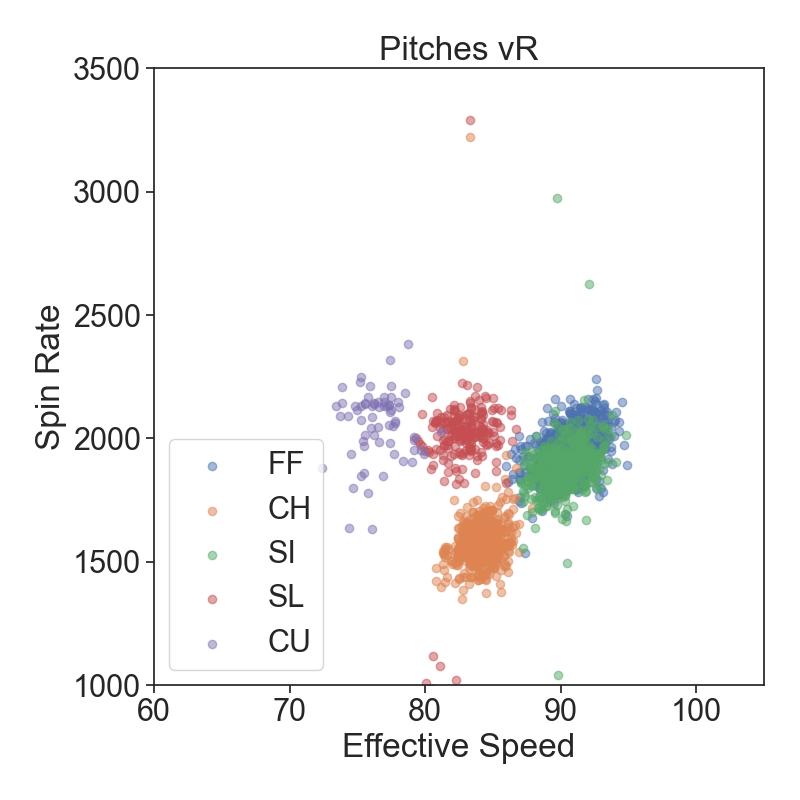 Pitches vR
3500
3000
2500
2000
1500
1000
Spin Rate
FF
CH
SI
SL
CU
60 70 80 90 100
Effective Speed